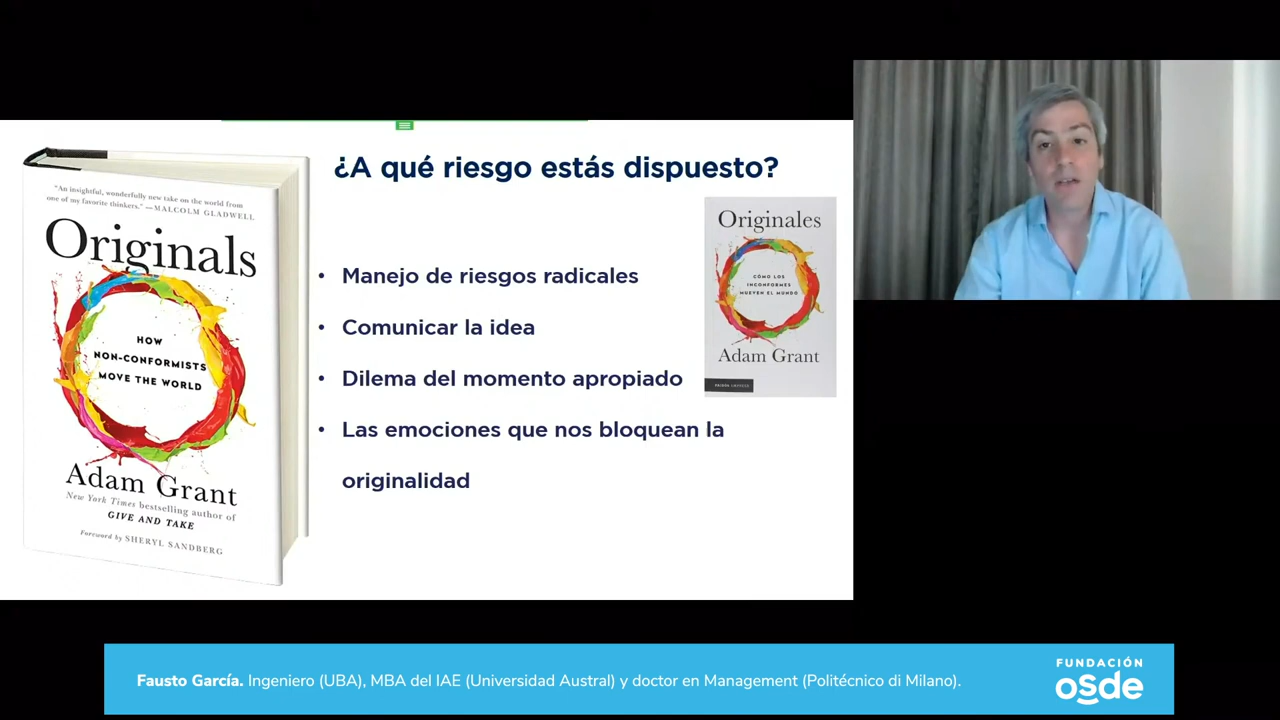 ¿A qué riesgo estás dispuesto?
"An insightful, wonderfully new take on the world from
one of my favorite thinkers." —MALCOLM GLADWELL
Originals
HOW
NON-CONFORMISTS
MOVE THE WORLD
Adam Grant
New York Times bestselling author of
GIVE AND TAKE
Foreword by SHERYL SANDBERG
• Manejo de riesgos radicales
• Comunicar la idea
• Dilema del momento apropiado
• Las emociones que nos bloquean la
originalidad
Originales
CÓMO LOS
INCONFORMES
MUEVEN EL MUNDO
Adam Grant
Fausto García. Ingeniero (UBA), MBA del IAE (Universidad Austral) y doctor en Management (Politécnico di Milano).
FUNDACIÓN
osde